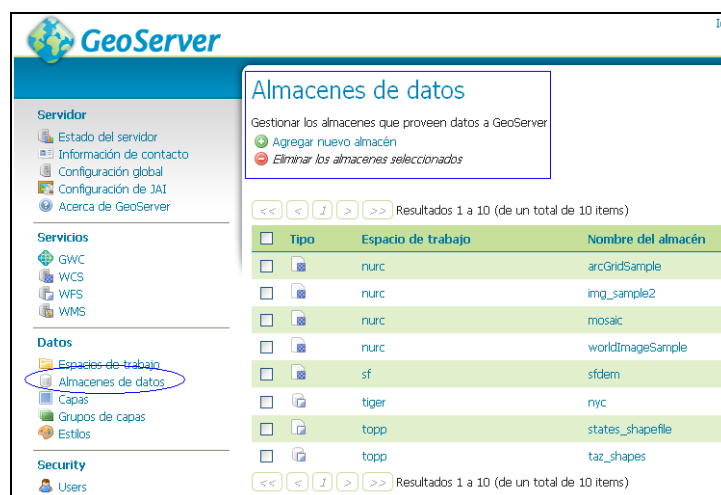 GeoServer
Servidor
Estado del servidor
Información de contacto
Configuración global
Configuración de JAI
Acerca de GeoServer
Servicios
GWC
WCS
WFS
WMS
Datos
Espacios de trabajo
Almacenes de datos
Capas
Grupos de capas
Estilos
Security
Users
Almacenes de datos
Gestionar los almacenes que proveen datos a GeoServer
Agregar nuevo almacén
Eliminar los almacenes seleccionados
<< < 1 > >> Resultados 1 a 10 (de un total de 10 items)
Tipo Espacio de trabajo Nombre del almacén
nurc arcGridSample
nurc img_sample2
nurc mosaic
nurc worldImageSample
sf sfdem
tiger nyc
topp states_shapefile
topp taz_shapes
<< < 1 > >> Resultados 1 a 10 (de un total de 10 items)